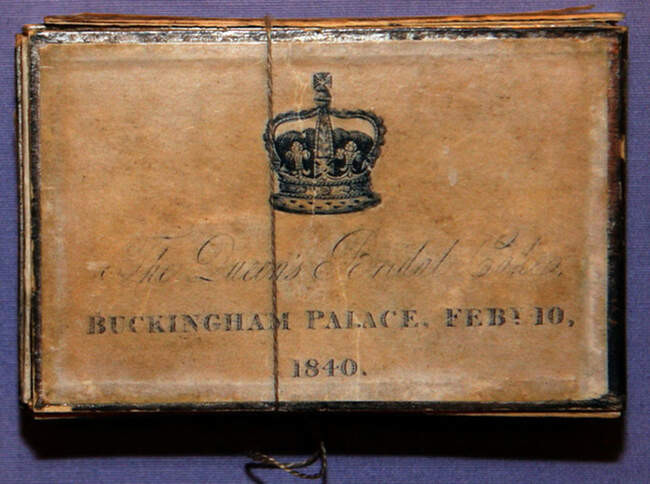 The Queen's Bridal Cake,
BUCKINGHAM PALACE, FEBY 10,
1840.